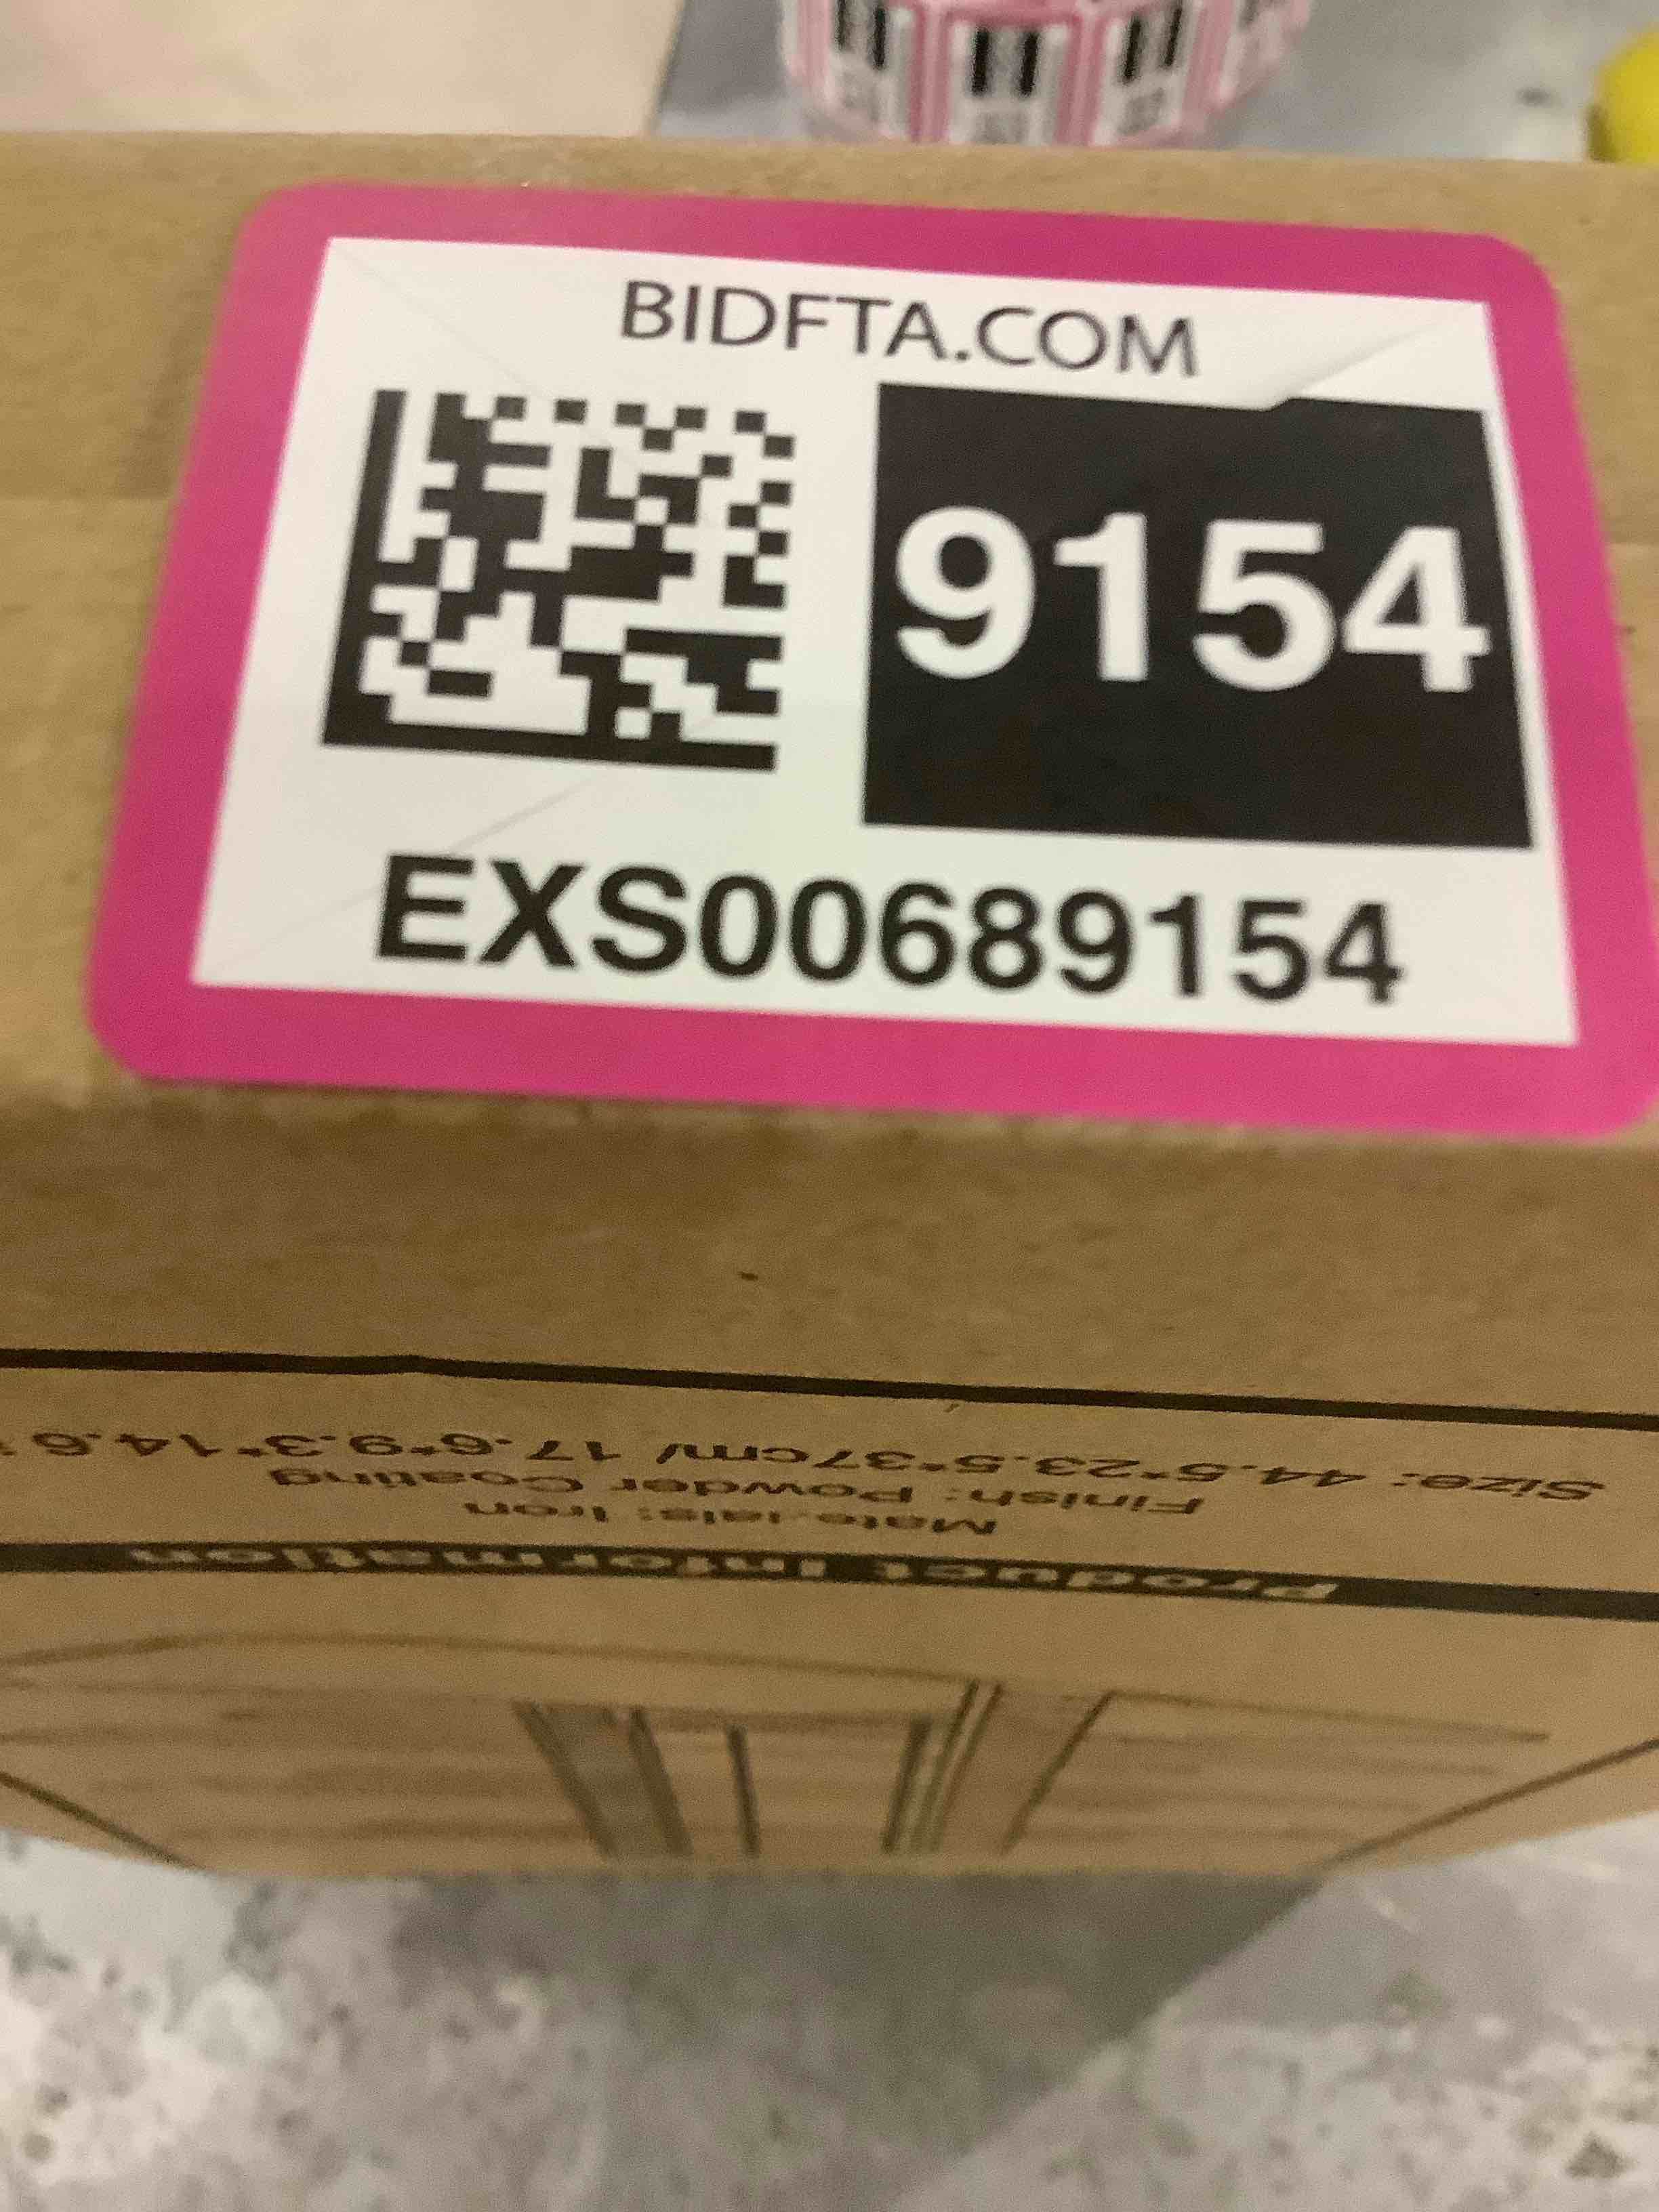 BIDFTA.COM
9154
EXS00689154
Size: 44.5*23.5*37cm/ 17.6*9.3*14.6
Finish: Powder Coating
Materials: Iron
Product Information